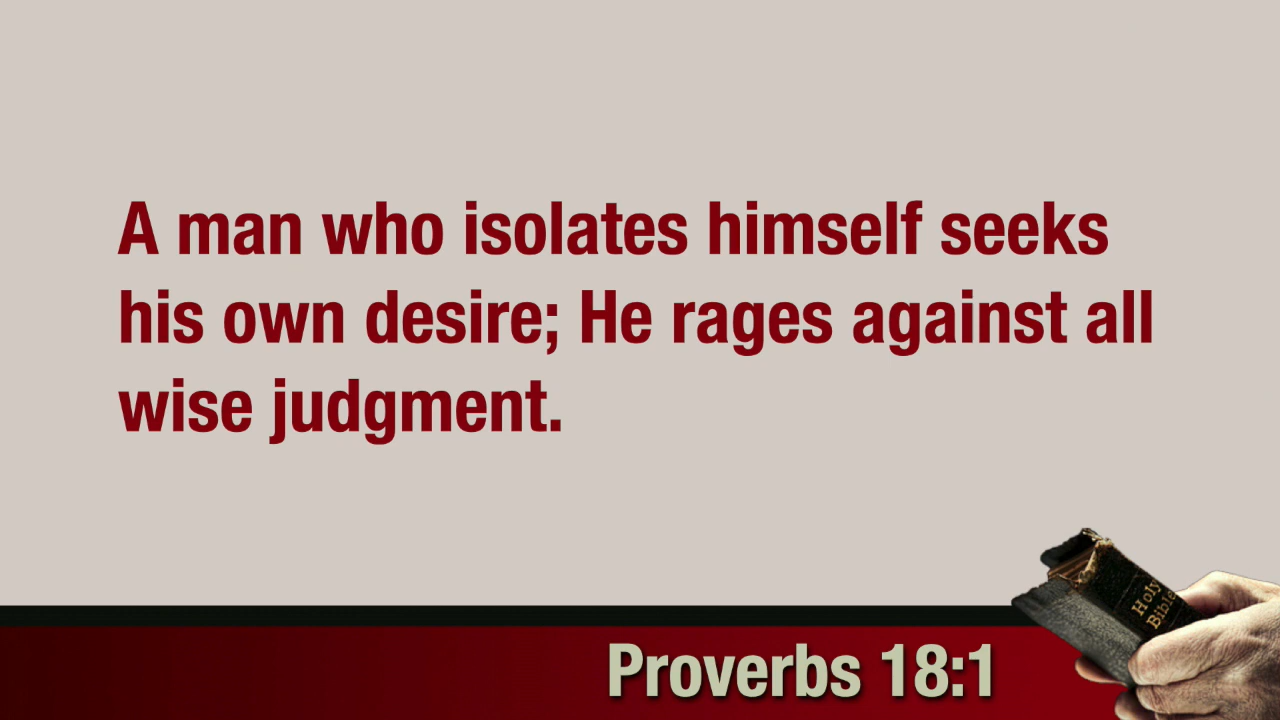 A man who isolates himself seeks
his own desire; He rages against all
wise judgment.
Holy
Bible
Proverbs 18:1